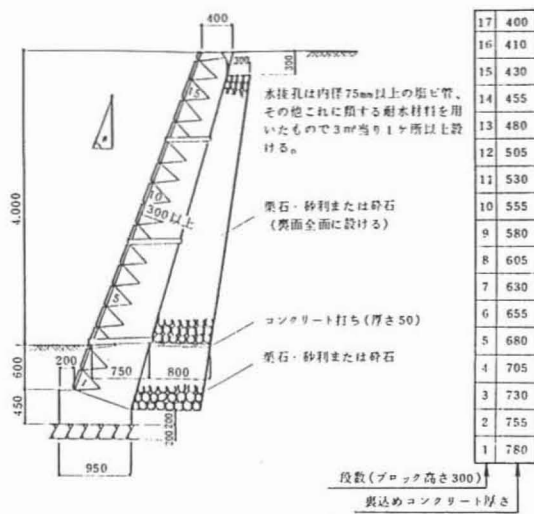 400
300
300
水抜孔は内径75mm以上の塩ビ管、
その他これに類する耐水材料を用
いたもので3㎡当り1ケ所以上設
ける。
15
n
4.000
10
300以上
栗石・砂利または砕石
(裏面全面に設ける)
5
コンクリート打ち(厚さ50)
200
750
800
栗石・砂利または砕石
600
1
450
200
200
950
17 400
16 410
15 430
14 455
13 480
12 505
11 530
10 555
9 580
8 605
7 630
6 655
5 680
4 705
3 730
2 755
1 780
段数(ブロック高さ300)
裏込めコンクリート厚さ